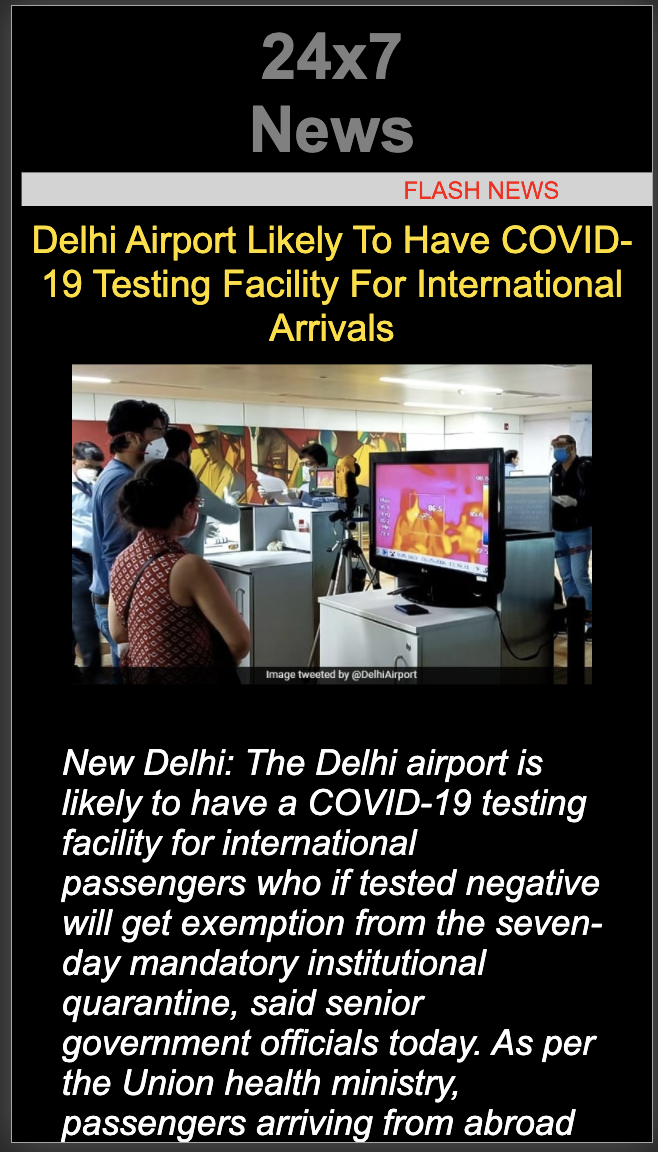 24x7
News
FLASH NEWS
Delhi Airport Likely To Have COVID-
19 Testing Facility For International
Arrivals
Image tweeted by @DelhiAirport
New Delhi: The Delhi airport is
likely to have a COVID-19 testing
facility for international
passengers who if tested negative
will get exemption from the seven-
day mandatory institutional
quarantine, said senior
government officials today. As per
the Union health ministry,
passengers arriving from abroad